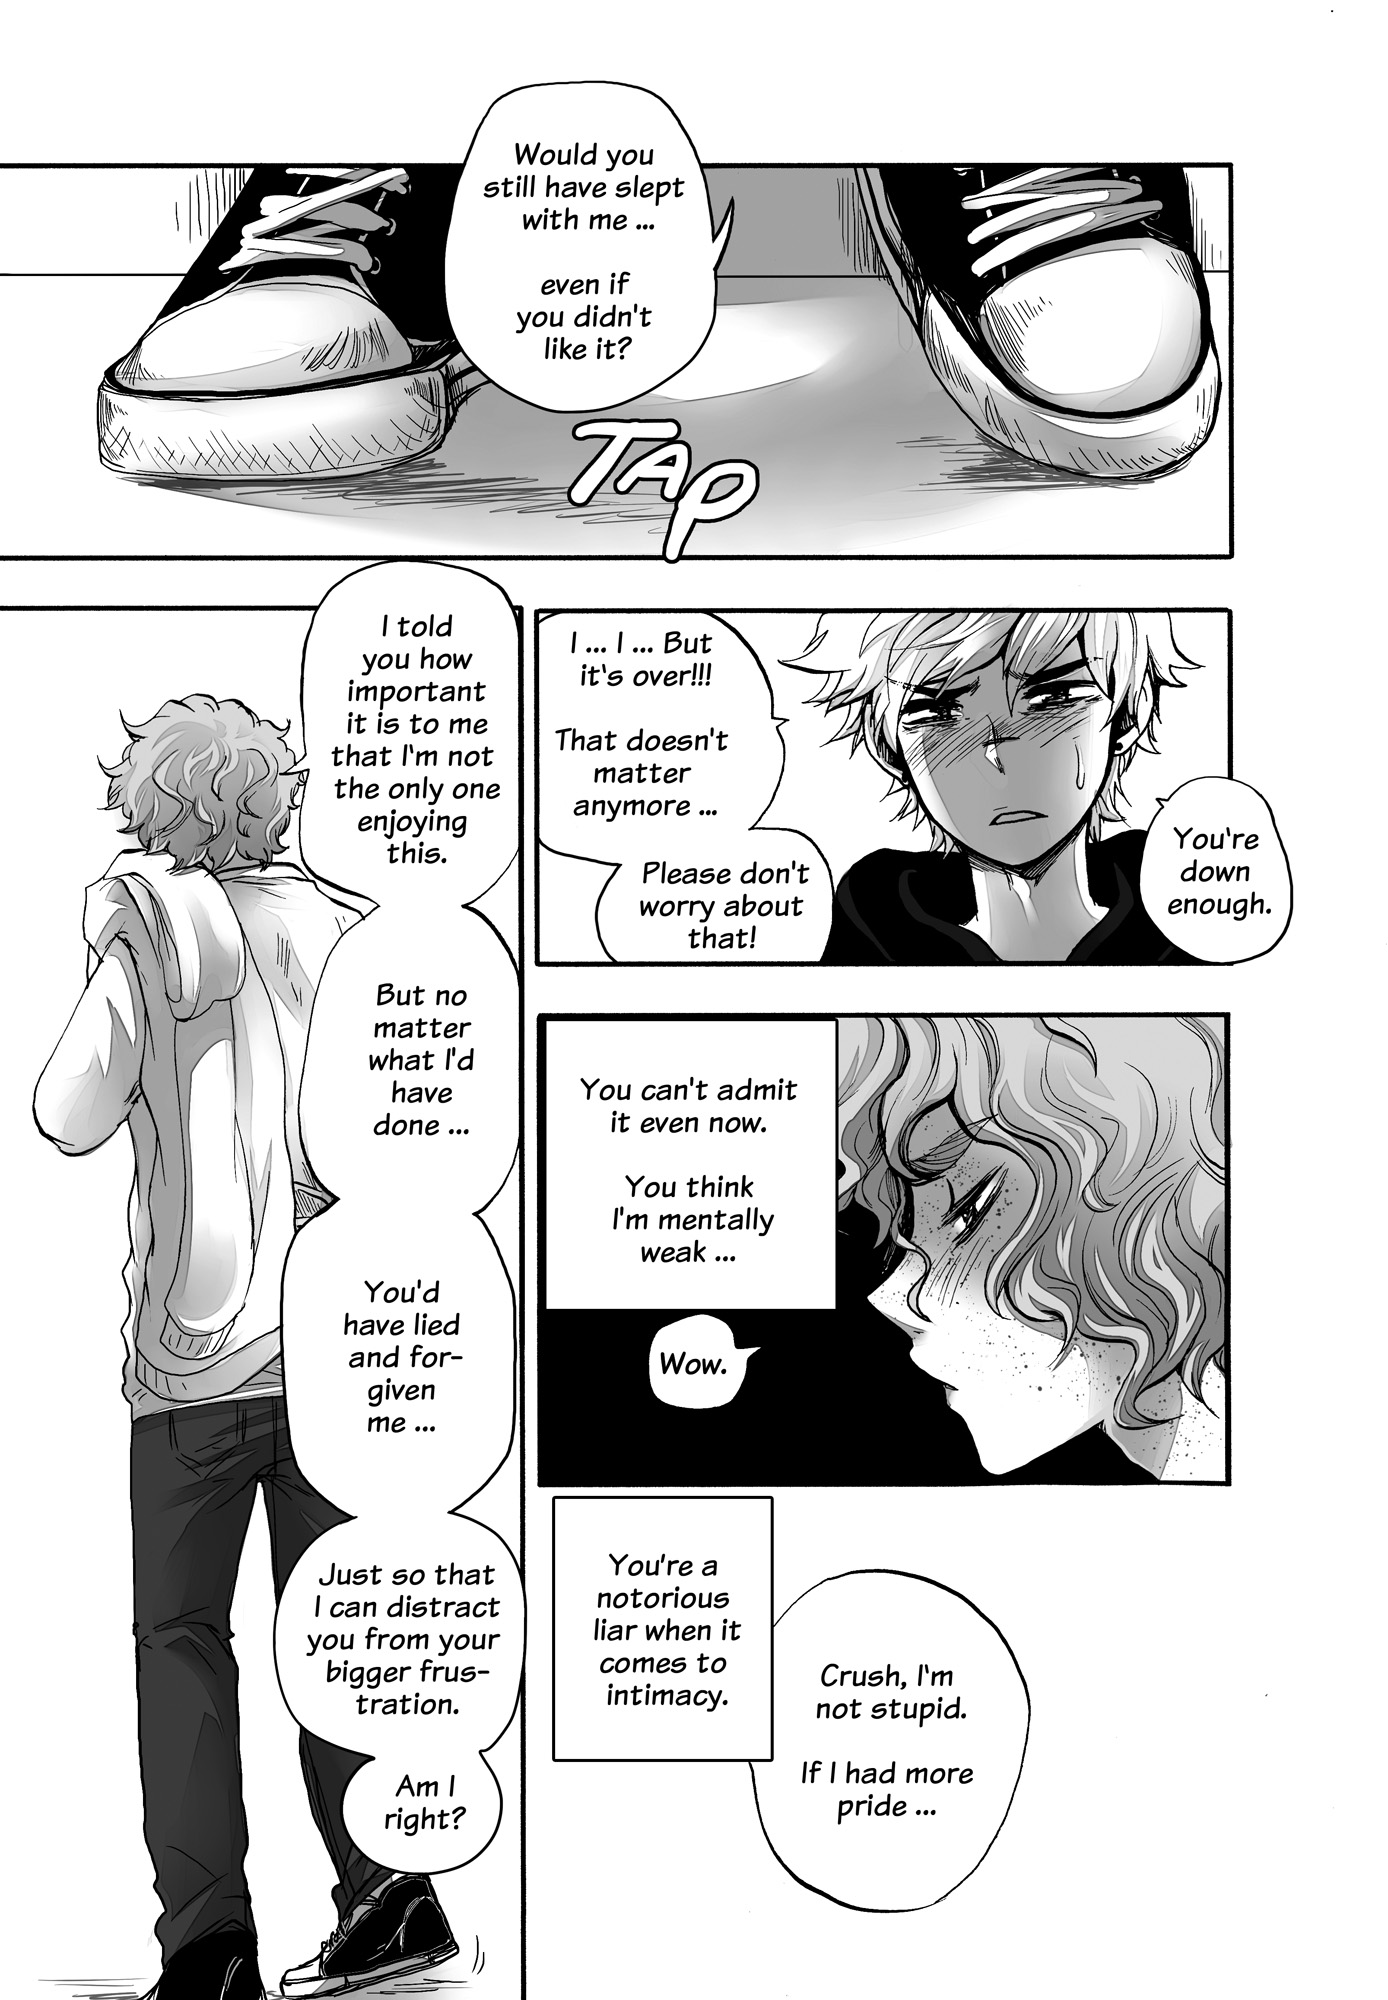 Would you
still have slept
with me ...
even if
you didn't
like it?
TAP
I told
you how
important
it is to me
that I'm not
the only one
enjoying
this.
But no
matter
what I'd
have
done ...
You'd
have lied
and for-
given
me ...
Just so that
I can distract
you from your
bigger frus-
tration.
Am I
right?
I ... I ... But
it's over!!!
That doesn't
matter
anymore ...
Please don't
worry about
that!
You're
down
enough.
You can't admit
it even now.
You think
I'm mentally
weak ...
Wow.
You're a
notorious
liar when it
comes to
intimacy.
Crush, I'm
not stupid.
If I had more
pride ...